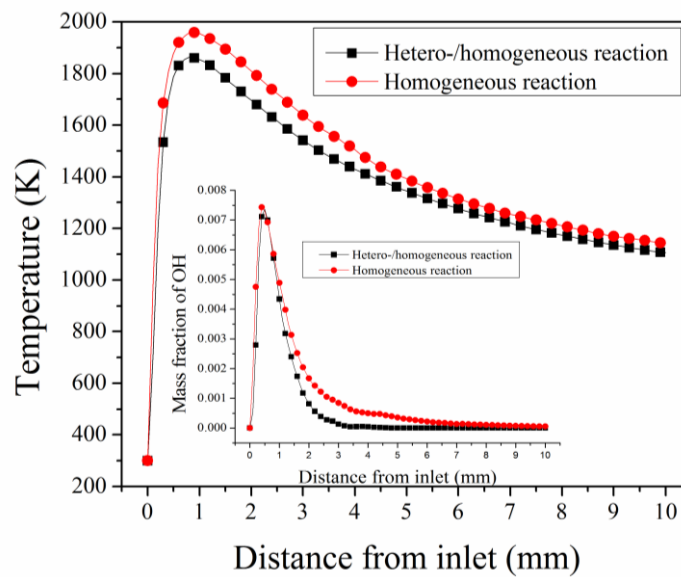 Temperature (K)
2000
1800
1600
1400
1200
1000
800
600
400
200
0 1 2 3 4 5 6 7 8 9 10
Distance from inlet (mm)
Hetero-/homogeneous reaction
Homogeneous reaction
Mass fraction of OH
0.008
0.007
0.006
0.005
0.004
0.003
0.002
0.001
0.000
0 1 2 3 4 5 6 7 8 9 10
Distance from inlet (mm)
Hetero-/homogeneous reaction
Homogeneous reaction